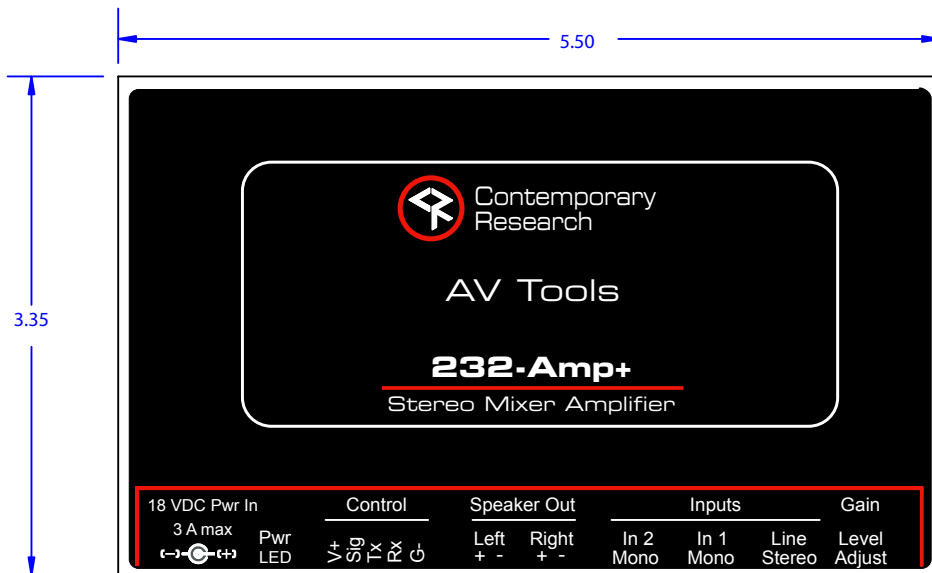 5.50
3.35
Contemporary
Research
AV Tools
232-Amp+
Stereo Mixer Amplifier
18 VDC Pwr In
3 A max
(–) (+)
Pwr
LED
Control
V+
Sig
Tx
Rx
G-
Speaker Out
Left
+ -
Right
+ -
Inputs
In 2
Mono
In 1
Mono
Line
Stereo
Gain
Level
Adjust